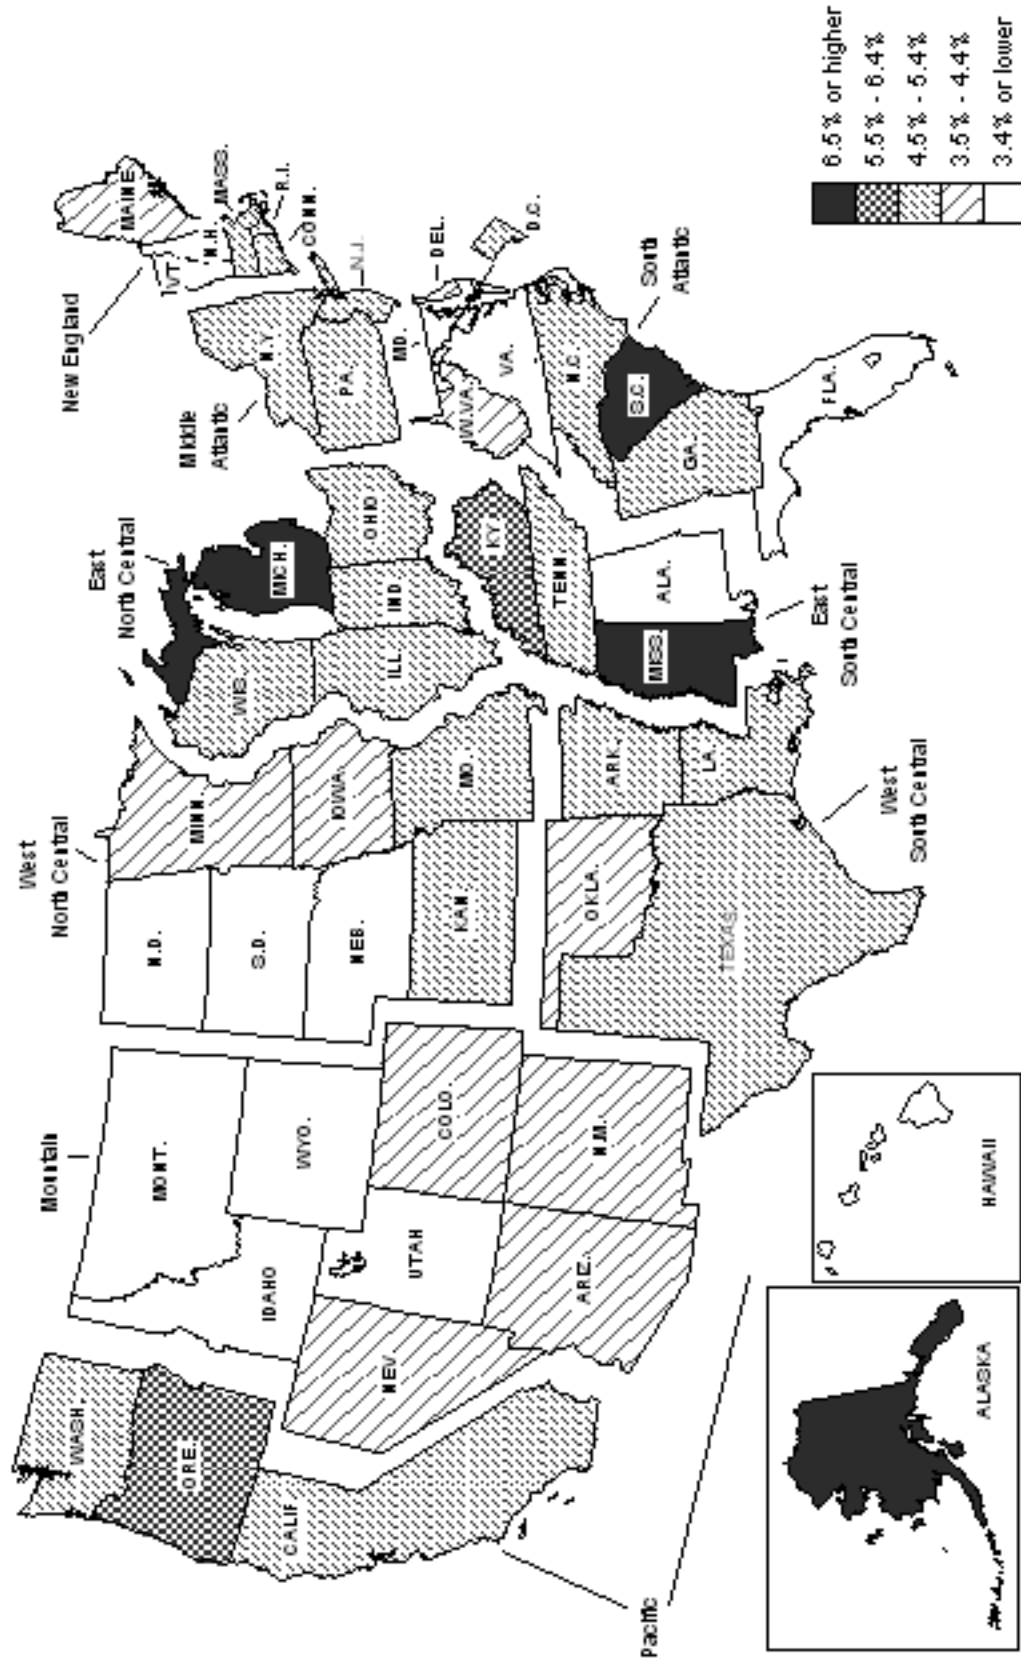 West
North Central
Mountain
East
North Central
New England
Middle
Atlantic
Pacific
West
South Central
East
South Central
South
Atlantic
WASH.
ORE.
CALIF
NEV.
IDAHO
MONT.
WYO.
UTAH
COLO.
ARIZ.
N.M.
N.D.
S.D.
NEB.
KAN.
MINN
IOWA
MO.
OKLA.
TEXAS
ARK.
LA.
WIS.
MICH.
ILL
IND
OHIO
KY.
TENN
MISS.
ALA.
MAINE
VT.
N.H.
MASS.
R.I.
CONN.
N.Y.
N.J.
PA.
DEL.
MD.
D.C.
W.VA.
VA.
N.C.
S.C.
GA.
FLA.
ALASKA
HAWAII
6.5% or higher
5.5% - 6.4%
4.5% - 5.4%
3.5% - 4.4%
3.4% or lower